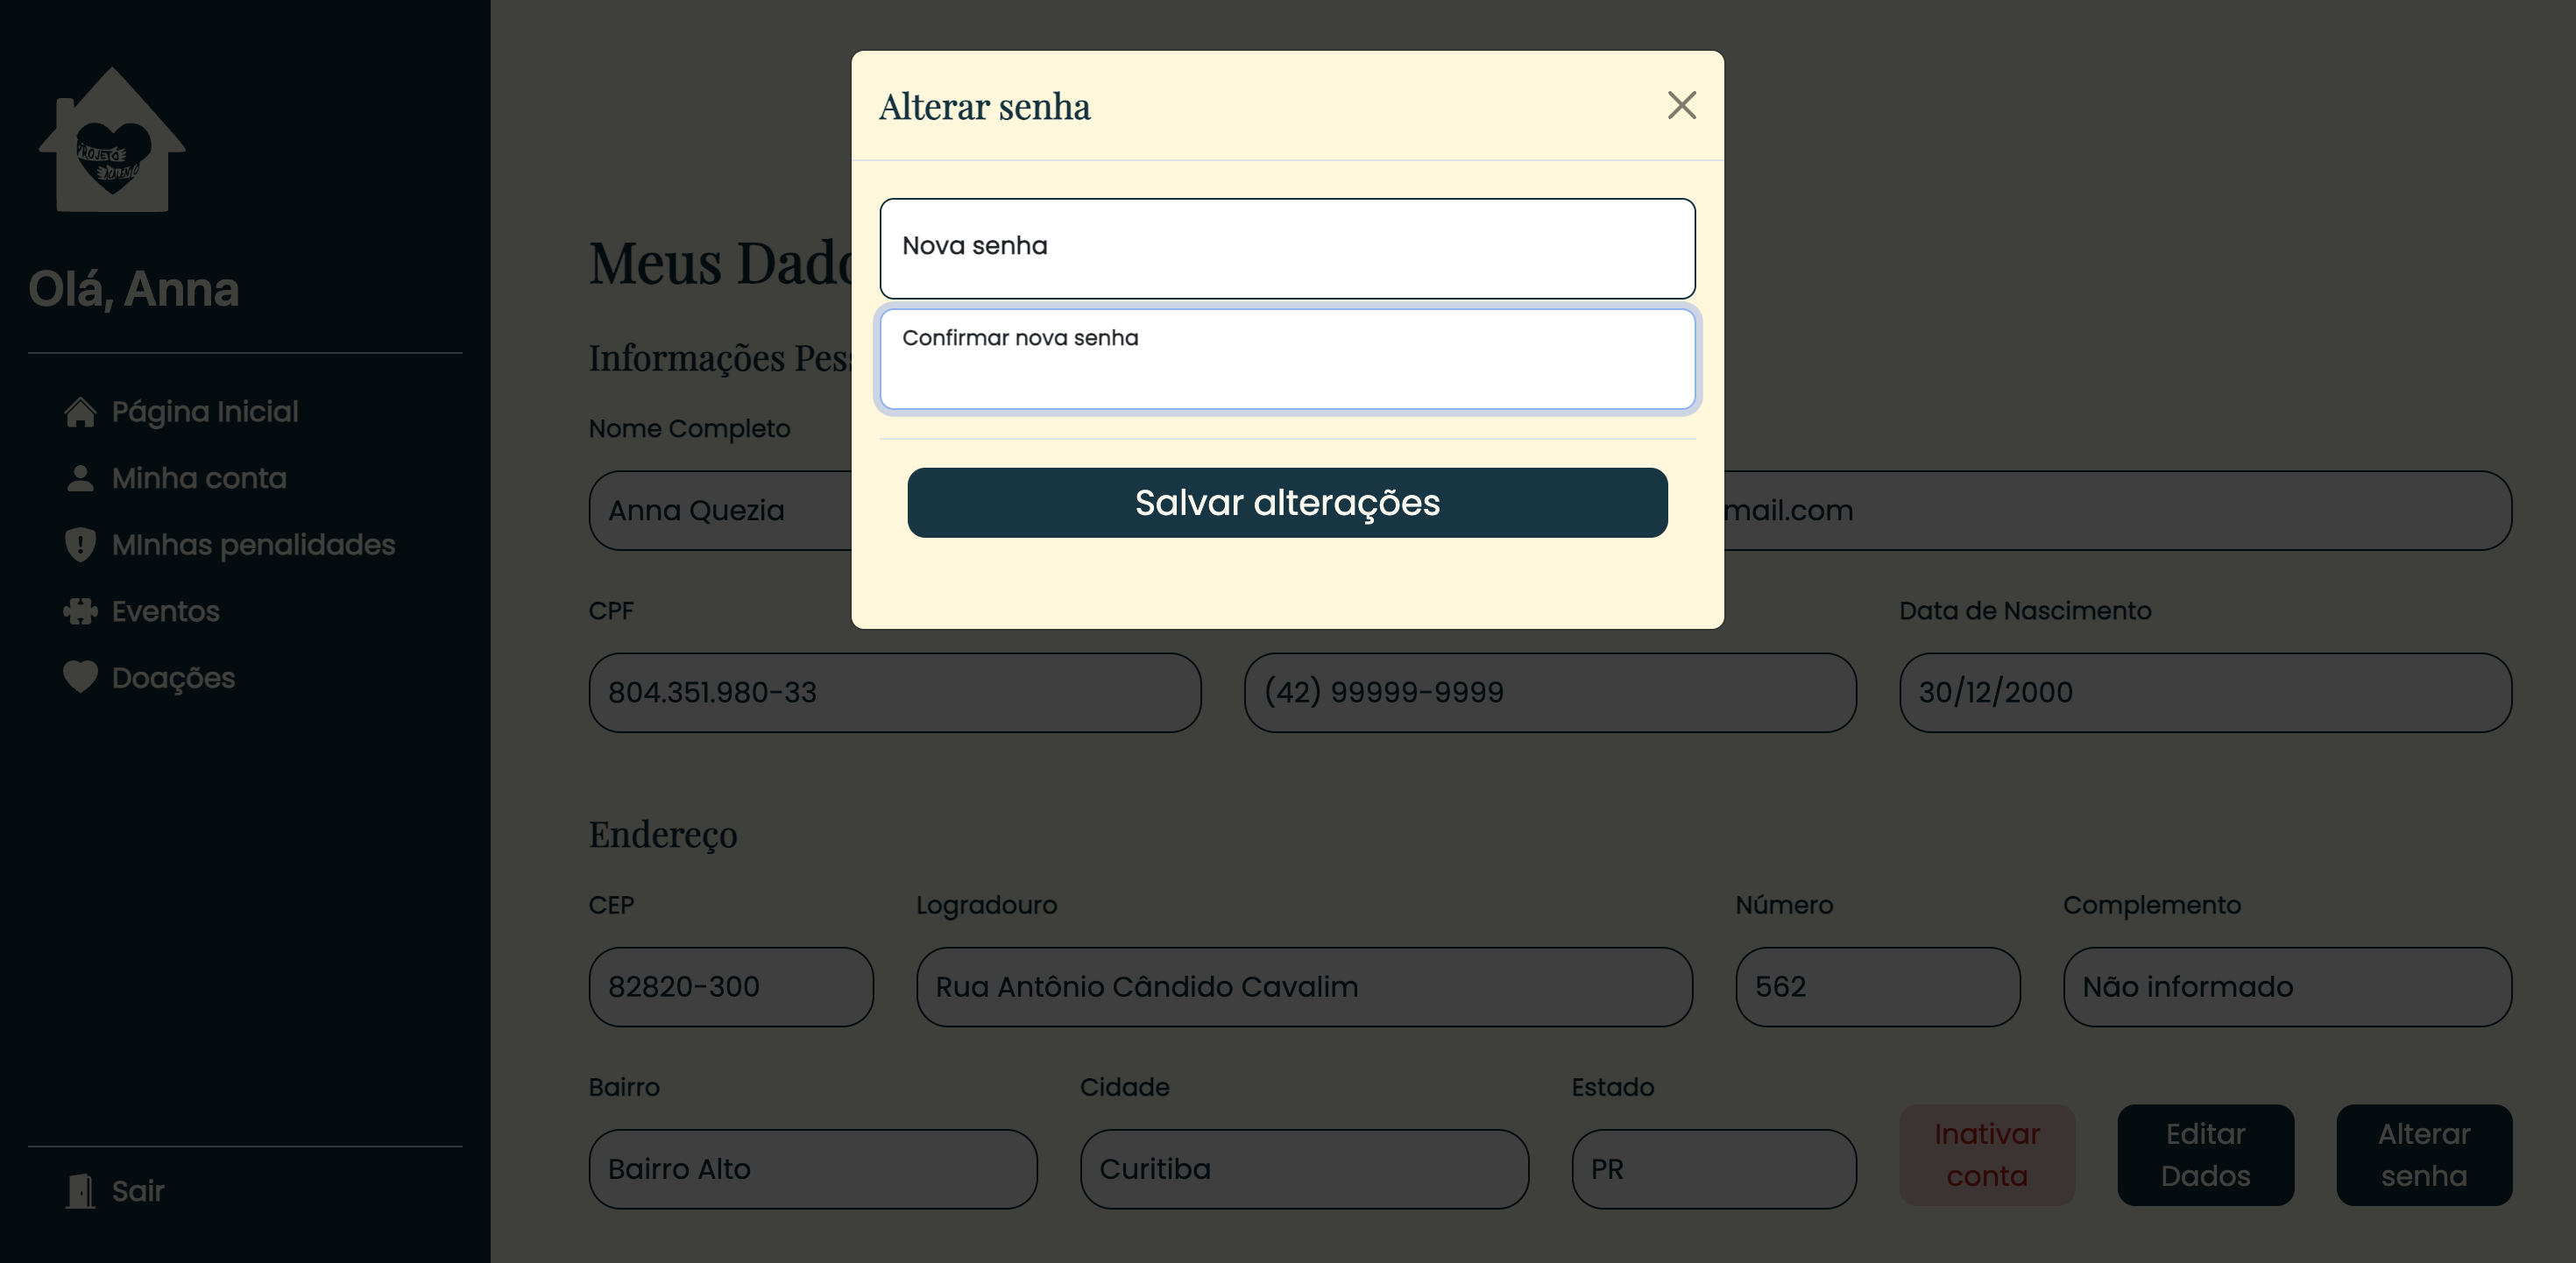 PROJETO
ACALENTO
Olá, Anna
Página Inicial
Minha conta
MInhas penalidades
Eventos
Doações
Sair
Alterar senha
Nova senha
Confirmar nova senha
Salvar alterações
Meus Dado
Informações Pess
Nome Completo
Anna Quezia
mail.com
CPF
Data de Nascimento
804.351.980-33
(42) 99999-9999
30/12/2000
Endereço
CEP
Logradouro
Número
Complemento
82820-300
Rua Antônio Cândido Cavalim
562
Não informado
Bairro
Cidade
Estado
Bairro Alto
Curitiba
PR
Inativar
conta
Editar
Dados
Alterar
senha